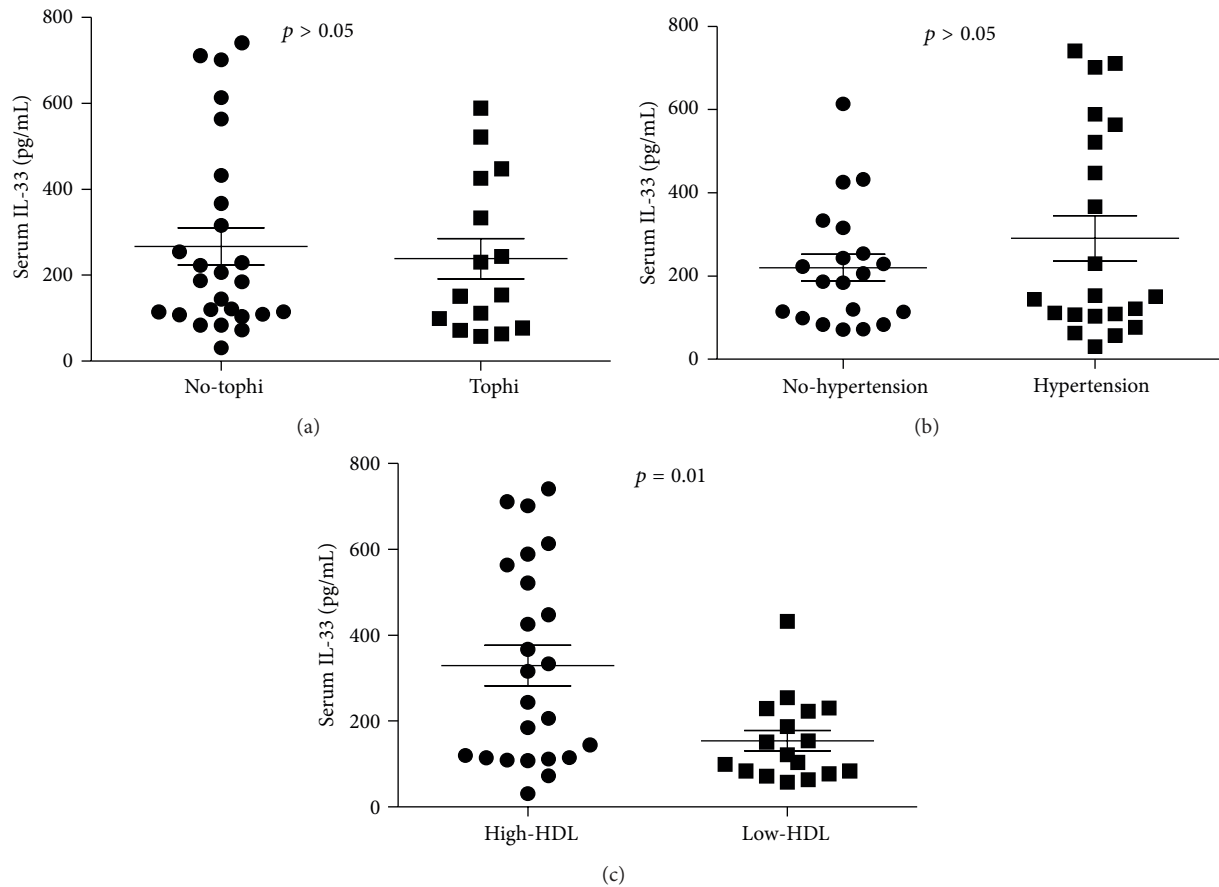 800
600
400
200
0
Serum IL-33 (pg/mL)
p > 0.05
No-tophi
Tophi
(a)
800
600
400
200
0
Serum IL-33 (pg/mL)
p > 0.05
No-hypertension
Hypertension
(b)
800
600
400
200
0
Serum IL-33 (pg/mL)
p = 0.01
High-HDL
Low-HDL
(c)